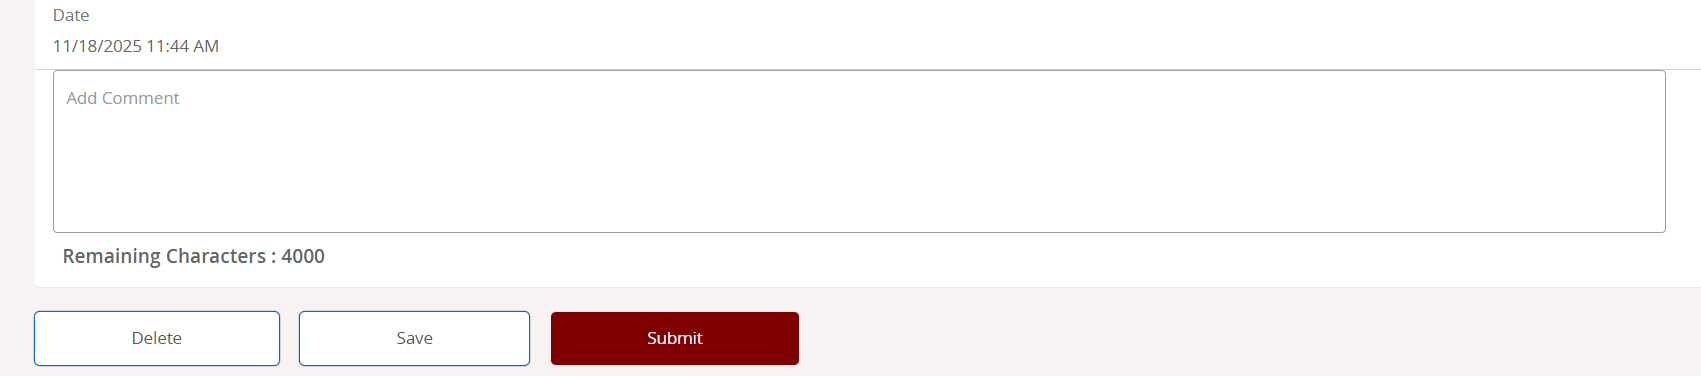 Date
11/18/2025 11:44 AM
Add Comment
Remaining Characters : 4000
Delete
Save
Submit